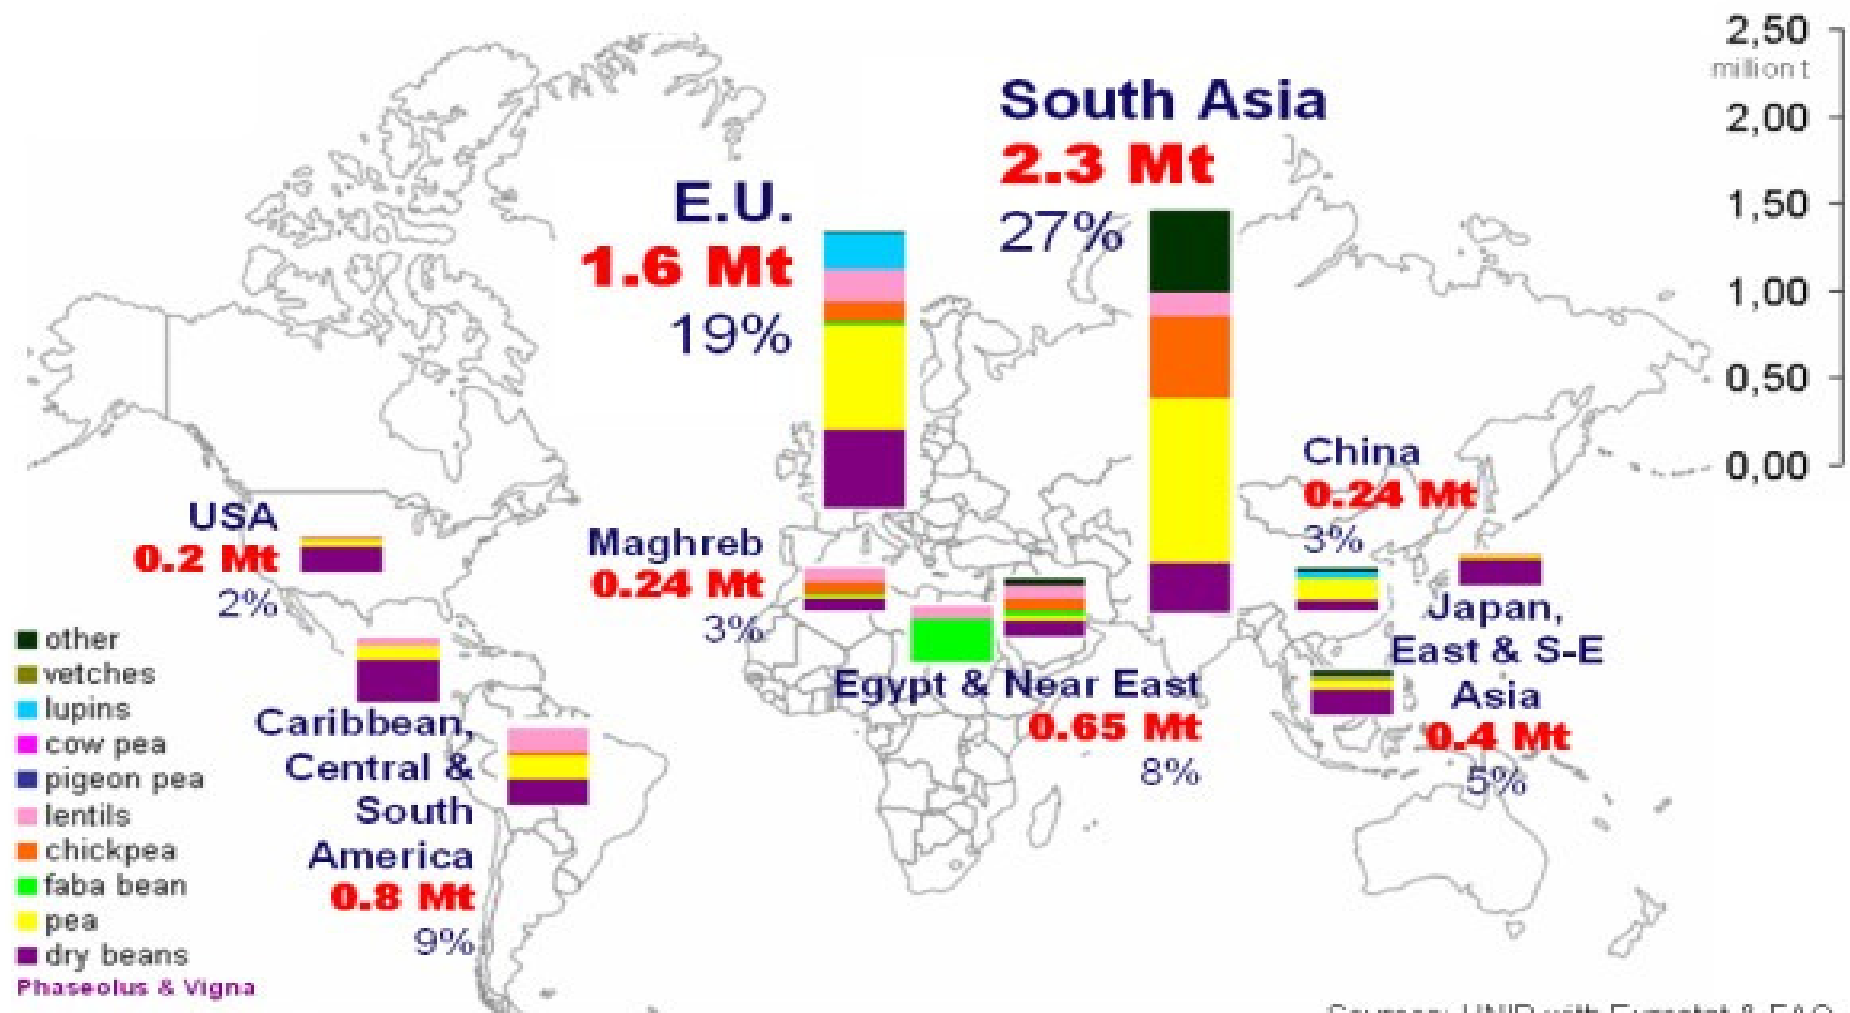 2,50
million t
2,00
1,50
1,00
0,50
0,00
South Asia
2.3 Mt
27%
E.U.
1.6 Mt
19%
China
0.24 Mt
3%
USA
0.2 Mt
2%
Maghreb
0.24 Mt
3%
Japan,
East & S-E
Asia
0.4 Mt
5%
Egypt & Near East
0.65 Mt
8%
Caribbean,
Central &
South
America
0.8 Mt
9%
other
vetches
lupins
cow pea
pigeon pea
lentils
chickpea
faba bean
pea
dry beans
Phaseolus & Vigna